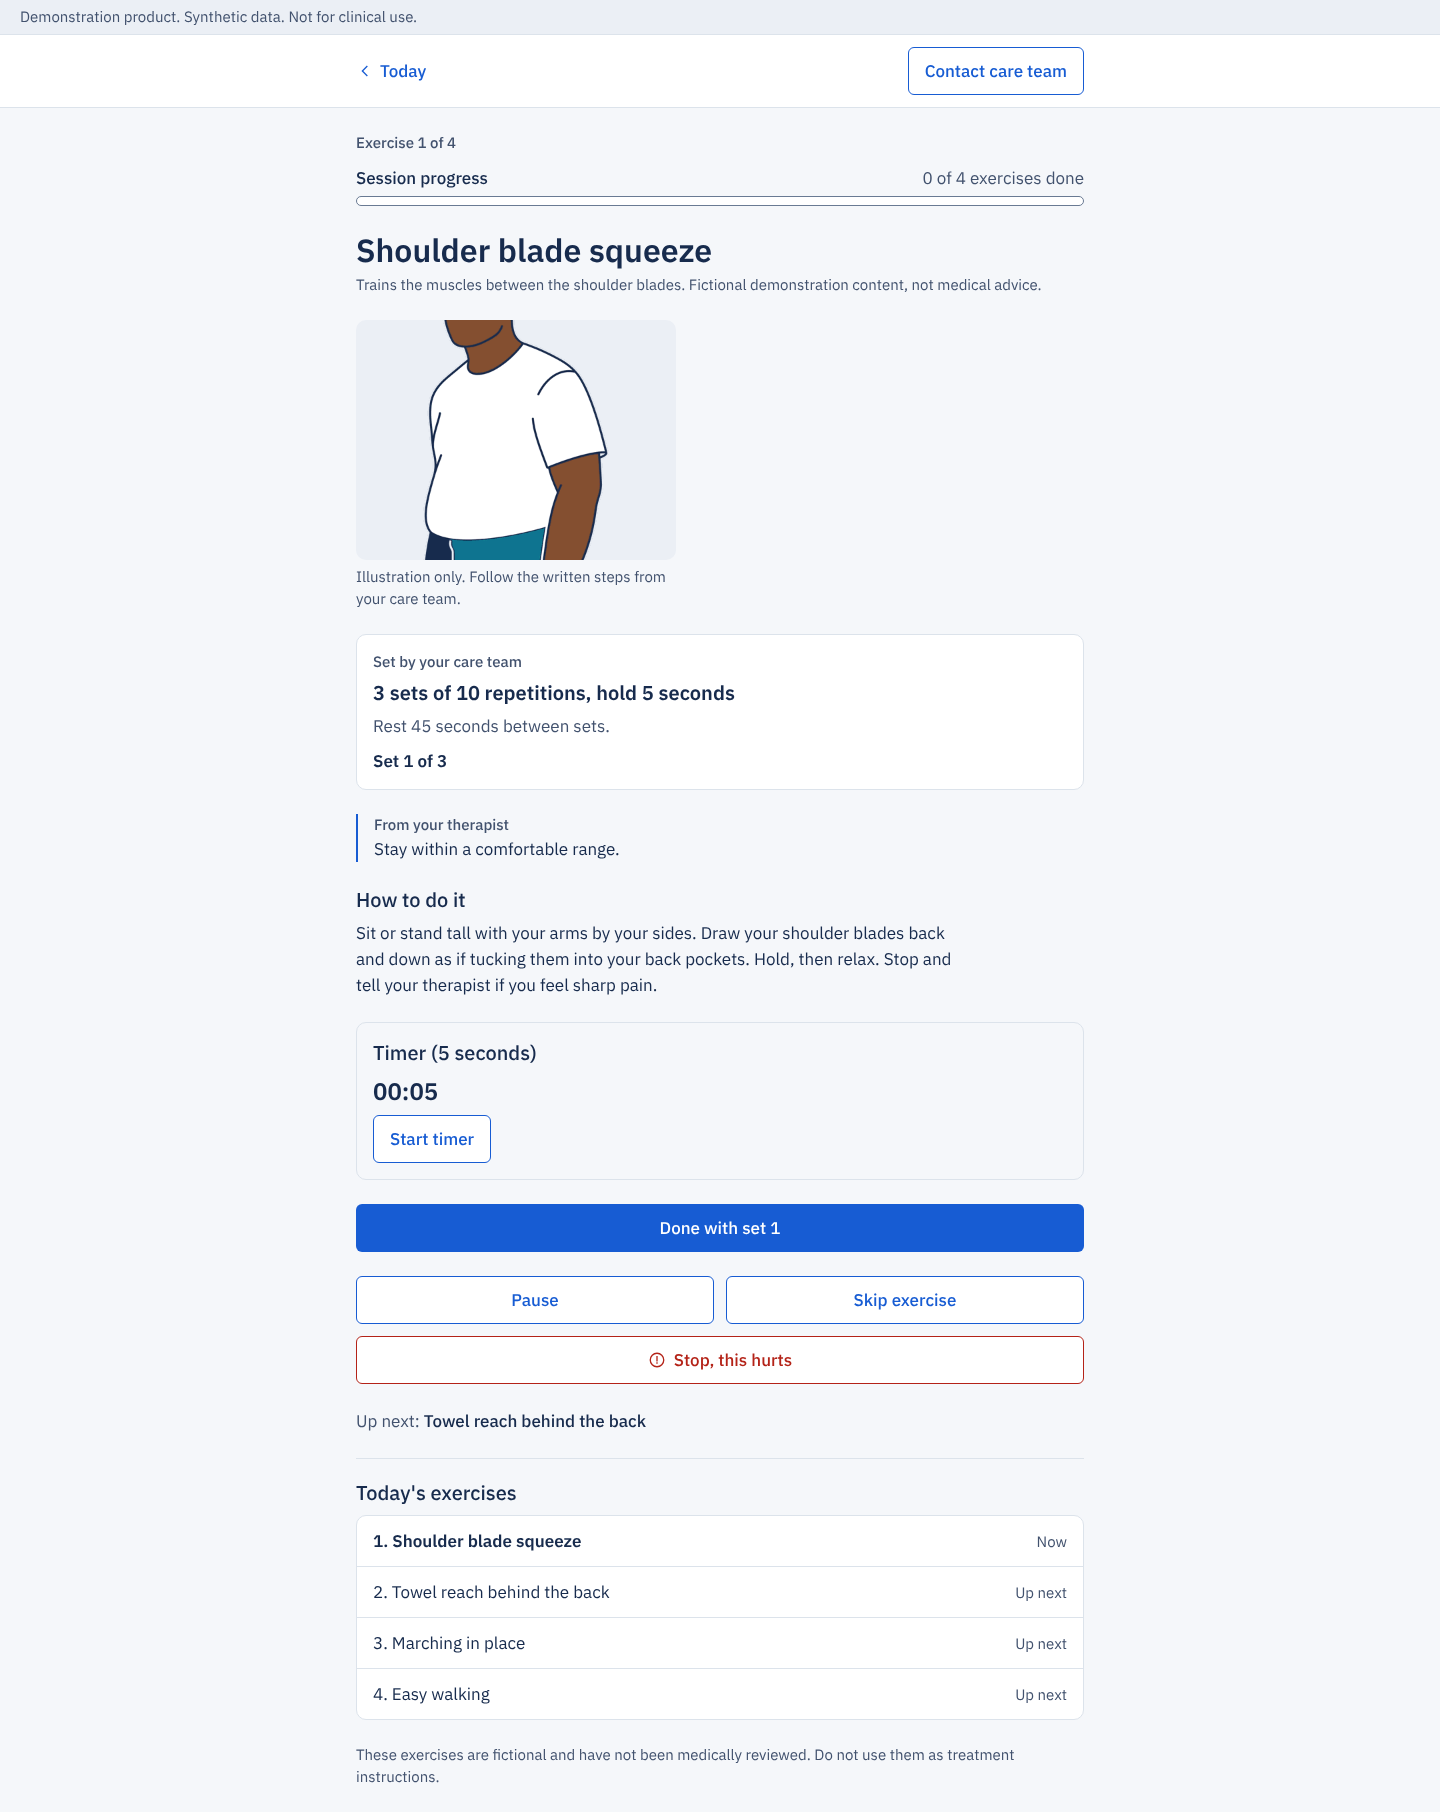 Demonstration product. Synthetic data. Not for clinical use.
Today
Contact care team
Exercise 1 of 4
Session progress
0 of 4 exercises done
Shoulder blade squeeze
Trains the muscles between the shoulder blades. Fictional demonstration content, not medical advice.
Illustration only. Follow the written steps from
your care team.
Set by your care team
3 sets of 10 repetitions, hold 5 seconds
Rest 45 seconds between sets.
Set 1 of 3
From your therapist
Stay within a comfortable range.
How to do it
Sit or stand tall with your arms by your sides. Draw your shoulder blades back
and down as if tucking them into your back pockets. Hold, then relax. Stop and
tell your therapist if you feel sharp pain.
Timer (5 seconds)
00:05
Start timer
Done with set 1
Pause
Skip exercise
Stop, this hurts
Up next: Towel reach behind the back
Today's exercises
1. Shoulder blade squeeze
Now
2. Towel reach behind the back
Up next
3. Marching in place
Up next
4. Easy walking
Up next
These exercises are fictional and have not been medically reviewed. Do not use them as treatment
instructions.